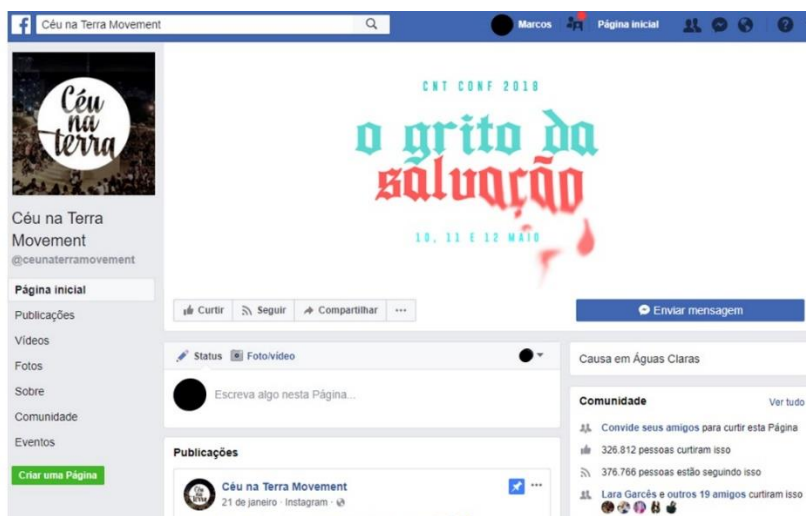 Céu na Terra Movement
Marcos
Página inicial
Céu
na
terra
CNT CONF 2018
o grito da
salvação
10, 11 E 12 MAIO
Céu na Terra
Movement
@ceunaterramovement
Página inicial
Publicações
Vídeos
Fotos
Sobre
Comunidade
Eventos
Criar uma Página
Curtir Seguir Compartilhar ...
Enviar mensagem
Status Foto/vídeo
Escreva algo nesta Página...
Publicações
Céu na Terra Movement
21 de janeiro · Instagram ·
Causa em Águas Claras
Comunidade Ver tudo
Convide seus amigos para curtir esta Página
326.812 pessoas curtiram isso
376.766 pessoas estão seguindo isso
Lara Garcês e outros 19 amigos curtiram isso